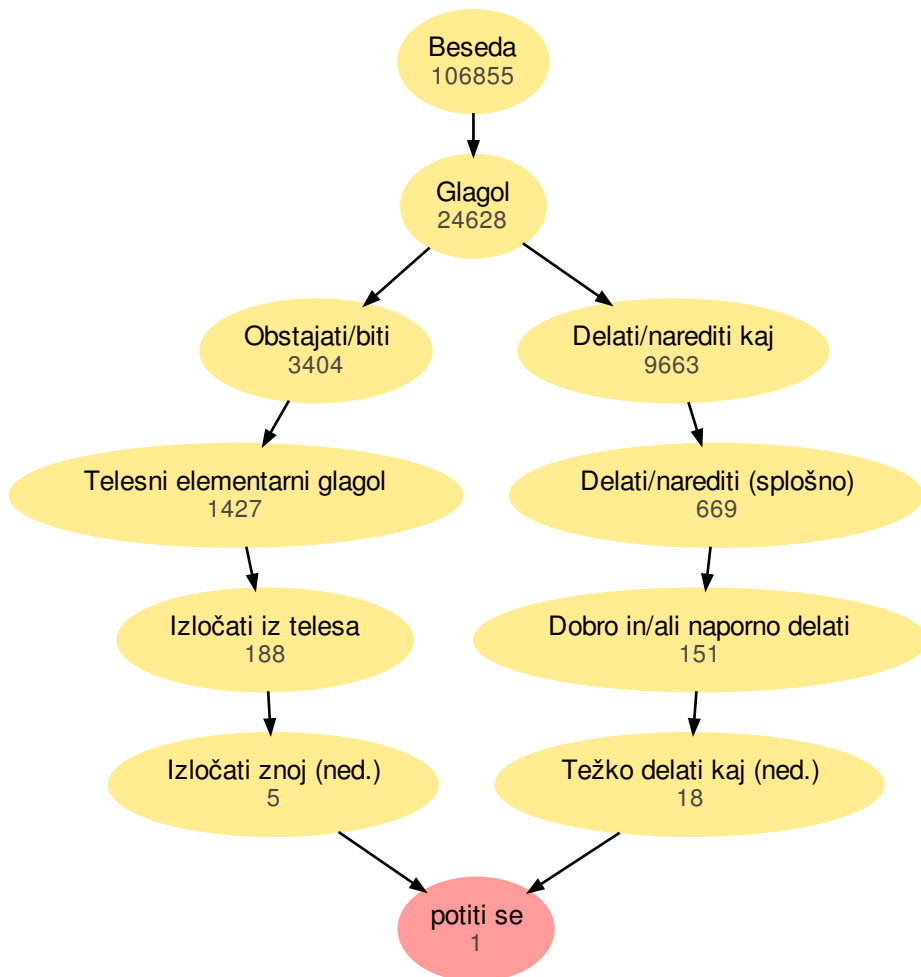 Beseda
106855
Glagol
24628
Obstajati/biti
3404
Delati/narediti kaj
9663
Telesni elementarni glagol
1427
Delati/narediti (splošno)
669
Izločati iz telesa
188
Dobro in/ali naporno delati
151
Izločati znoj (ned.)
5
Težko delati kaj (ned.)
18
potiti se
1